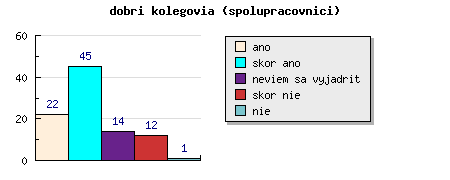 dobri kolegovia (spolupracovnici)
60
40
20
0
22
45
14
12
1
ano
skor ano
neviem sa vyjadrit
skor nie
nie